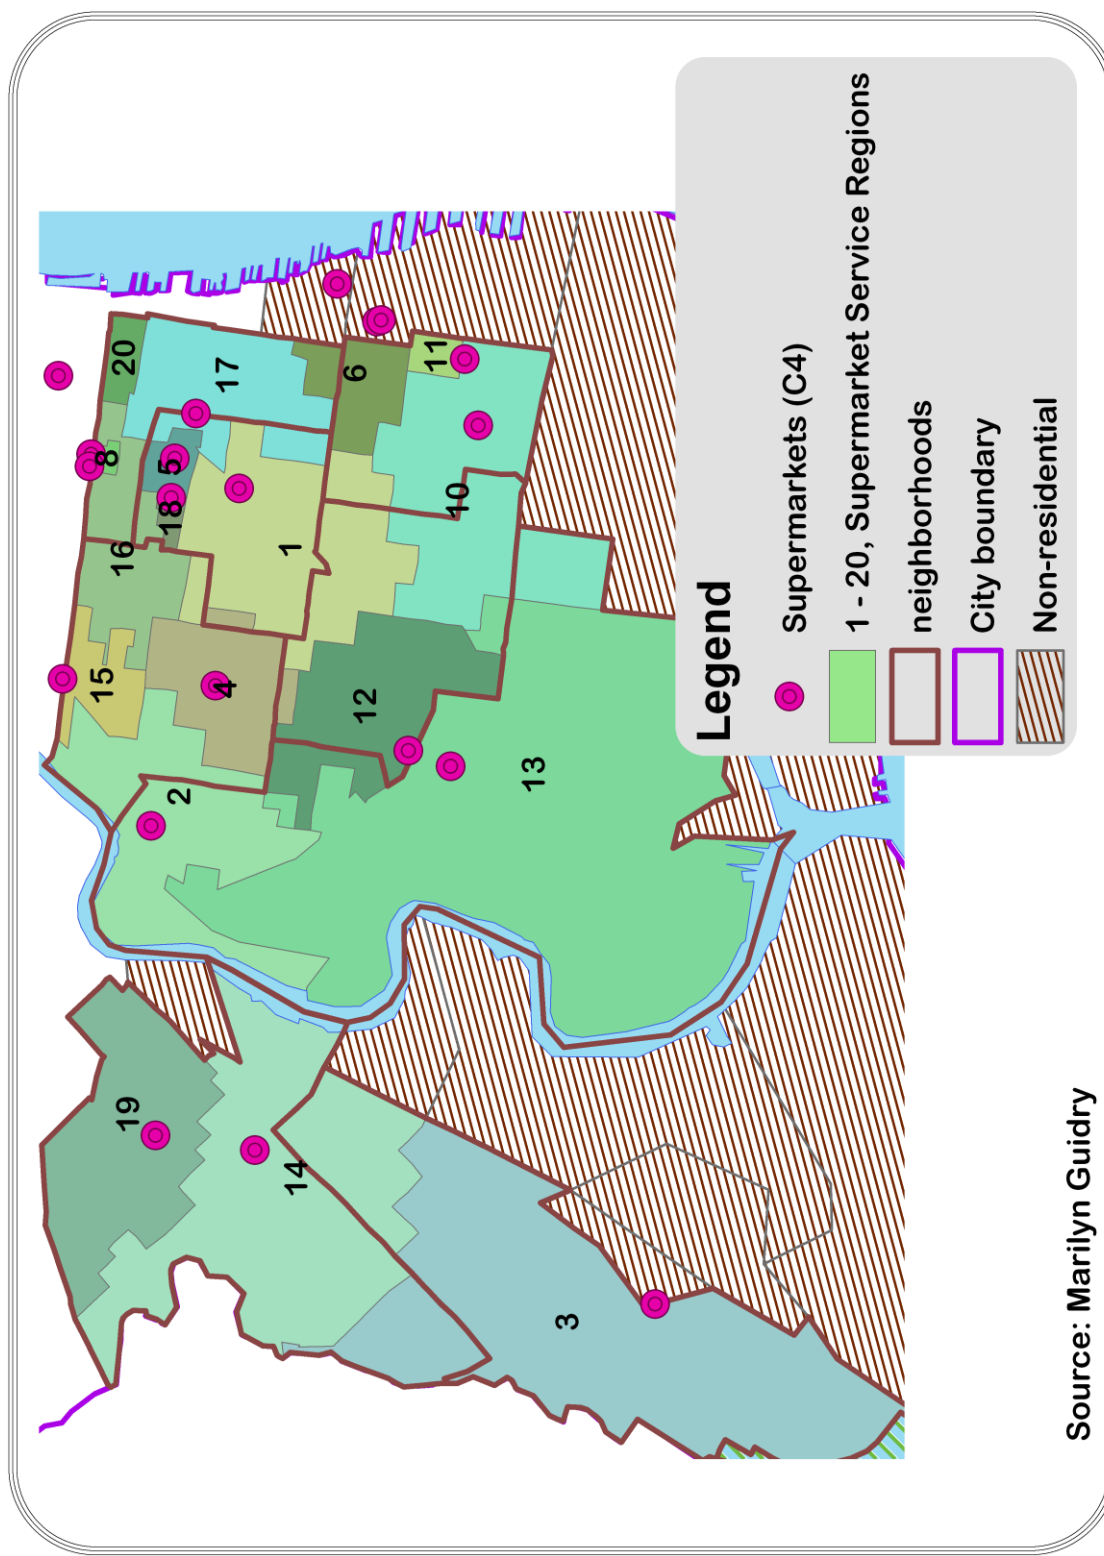 19
14
3
2
15
4
12
13
16
1
10
18
5
8
17
20
6
11
Legend
Supermarkets (C4)
1 - 20, Supermarket Service Regions
neighborhoods
City boundary
Non-residential
Source: Marilyn Guidry